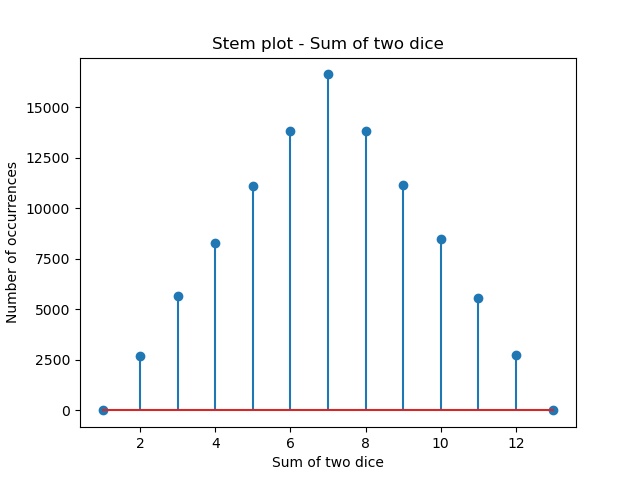 Stem plot - Sum of two dice
Number of occurrences
15000
12500
10000
7500
5000
2500
0
2 4 6 8 10 12
Sum of two dice